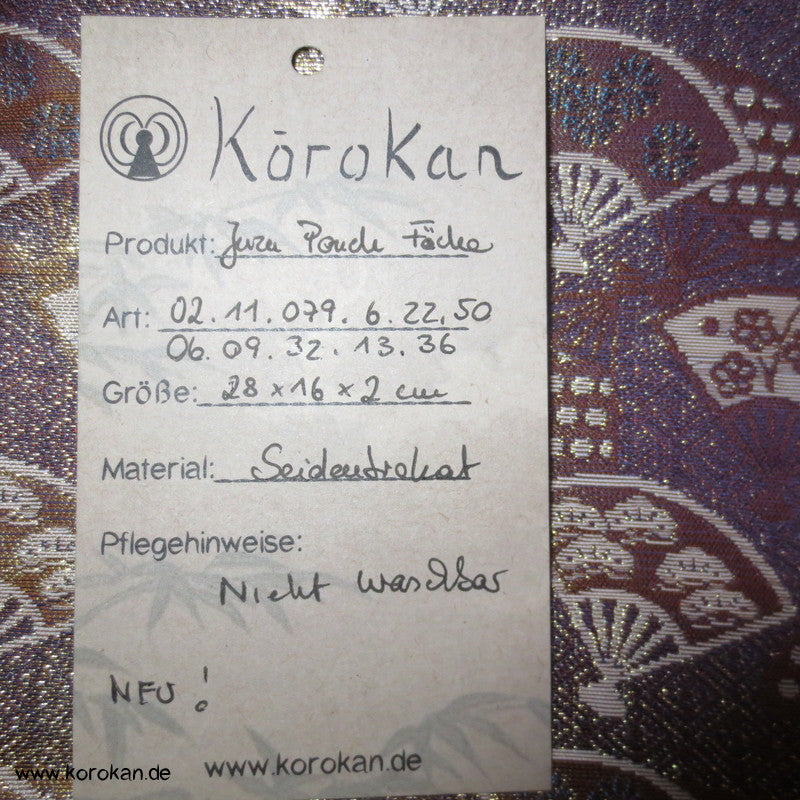 Kōrokan
Produkt: Juzu Pouch Fächer
Art: 02.11.079.6.22,50
06.09.32.13.36
Größe: 28 x 16 x 2 cm
Material: Seidenbrokat
Pflegehinweise:
Nicht waschbar
NEU!
www.korokan.de
www.korokan.de